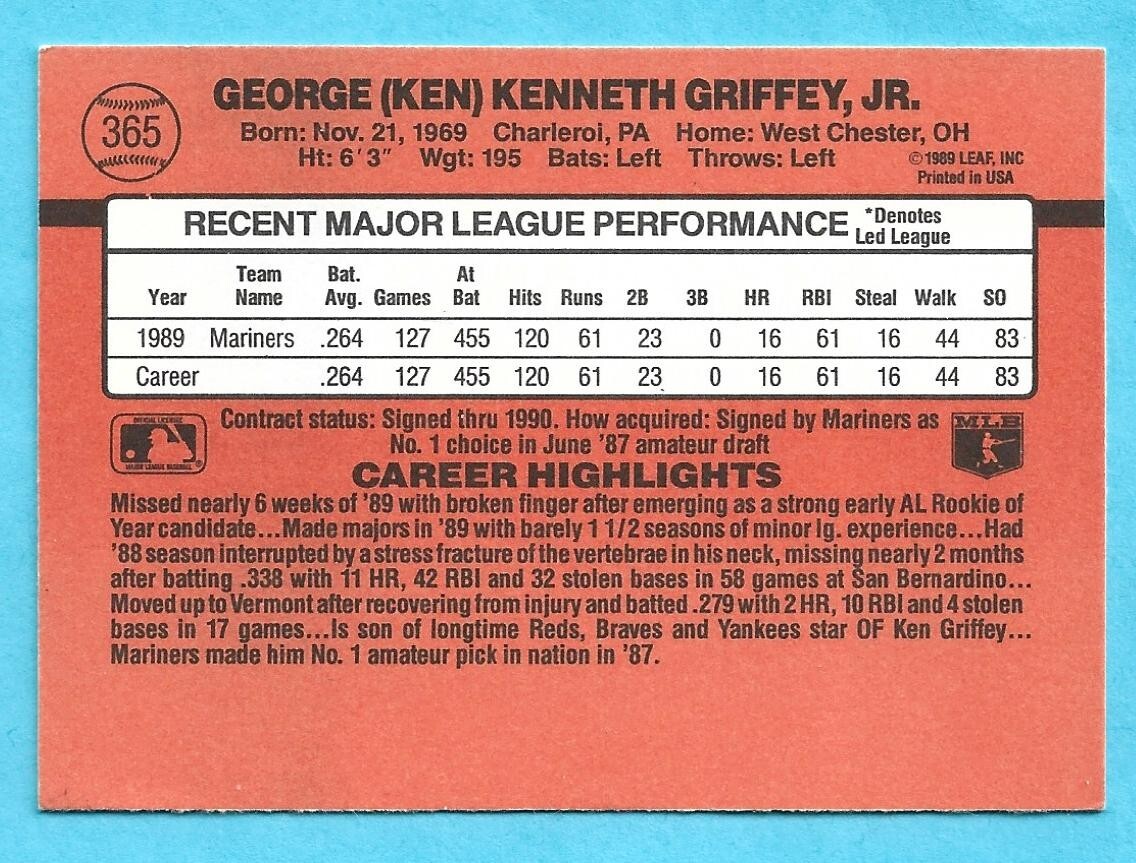 365
GEORGE (KEN) KENNETH GRIFFEY, JR.
Born: Nov. 21, 1969 Charleroi, PA Home: West Chester, OH
Ht: 6'3" Wgt: 195 Bats: Left Throws: Left
©1989 LEAF, INC
Printed in USA
RECENT MAJOR LEAGUE PERFORMANCE *Denotes
Led League
Year Team Name Bat. Avg. Games At Bat Hits Runs 2B 3B HR RBI Steal Walk SO
1989 Mariners .264 127 455 120 61 23 0 16 61 16 44 83
Career .264 127 455 120 61 23 0 16 61 16 44 83
OFFICIAL LICENSEE
MAJOR LEAGUE BASEBALL
Contract status: Signed thru 1990. How acquired: Signed by Mariners as
No. 1 choice in June '87 amateur draft
MLB
CAREER HIGHLIGHTS
Missed nearly 6 weeks of '89 with broken finger after emerging as a strong early AL Rookie of
Year candidate...Made majors in '89 with barely 1 1/2 seasons of minor lg. experience...Had
'88 season interrupted by a stress fracture of the vertebrae in his neck, missing nearly 2 months
after batting .338 with 11 HR, 42 RBI and 32 stolen bases in 58 games at San Bernardino...
Moved up to Vermont after recovering from injury and batted .279 with 2 HR, 10 RBI and 4 stolen
bases in 17 games...Is son of longtime Reds, Braves and Yankees star OF Ken Griffey...
Mariners made him No. 1 amateur pick in nation in '87.